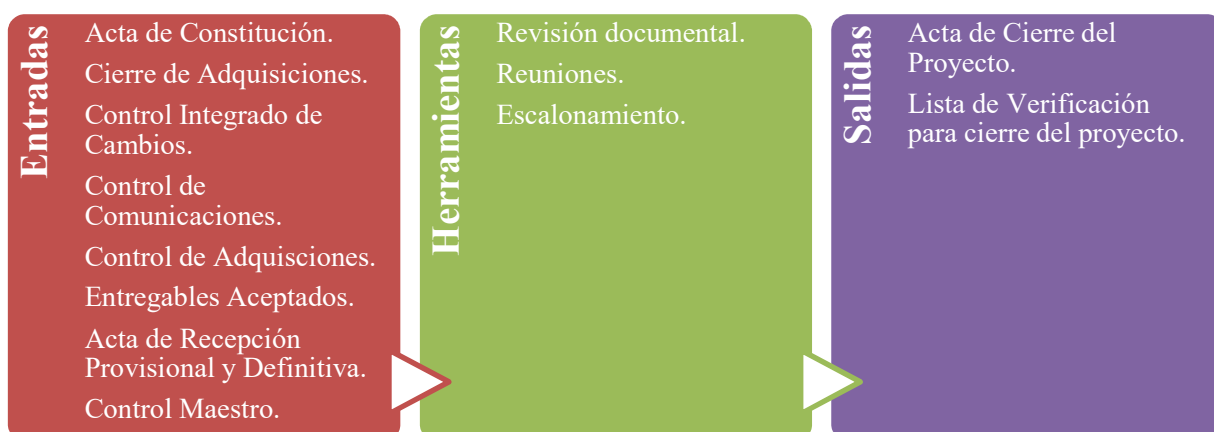 Entradas
Acta de Constitución.
Cierre de Adquisiciones.
Control Integrado de
Cambios.
Control de
Comunicaciones.
Control de Adquisciones.
Entregables Aceptados.
Acta de Recepción
Provisional y Definitiva.
Control Maestro.
Herramientas
Revisión documental.
Reuniones.
Escalonamiento.
Salidas
Acta de Cierre del
Proyecto.
Lista de Verificación
para cierre del proyecto.